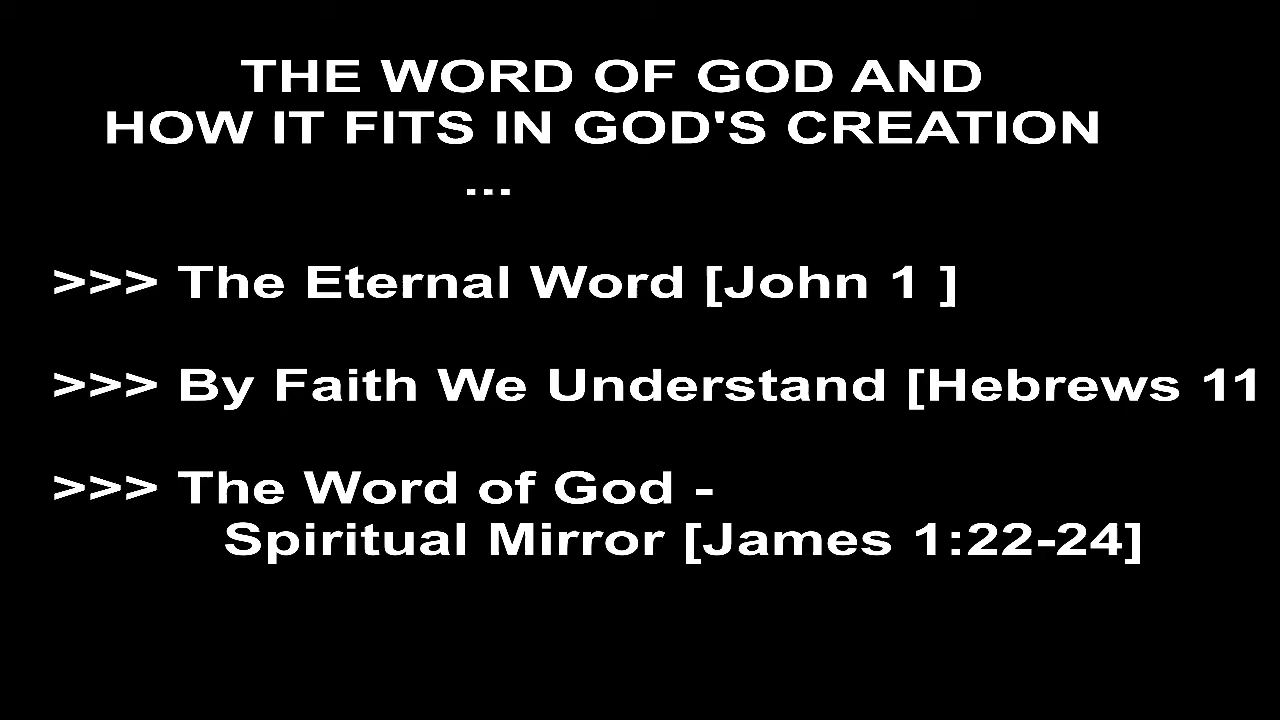 THE WORD OF GOD AND
HOW IT FITS IN GOD'S CREATION
...
>>> The Eternal Word [John 1 ]
>>> By Faith We Understand [Hebrews 11
>>> The Word of God -
Spiritual Mirror [James 1:22-24]